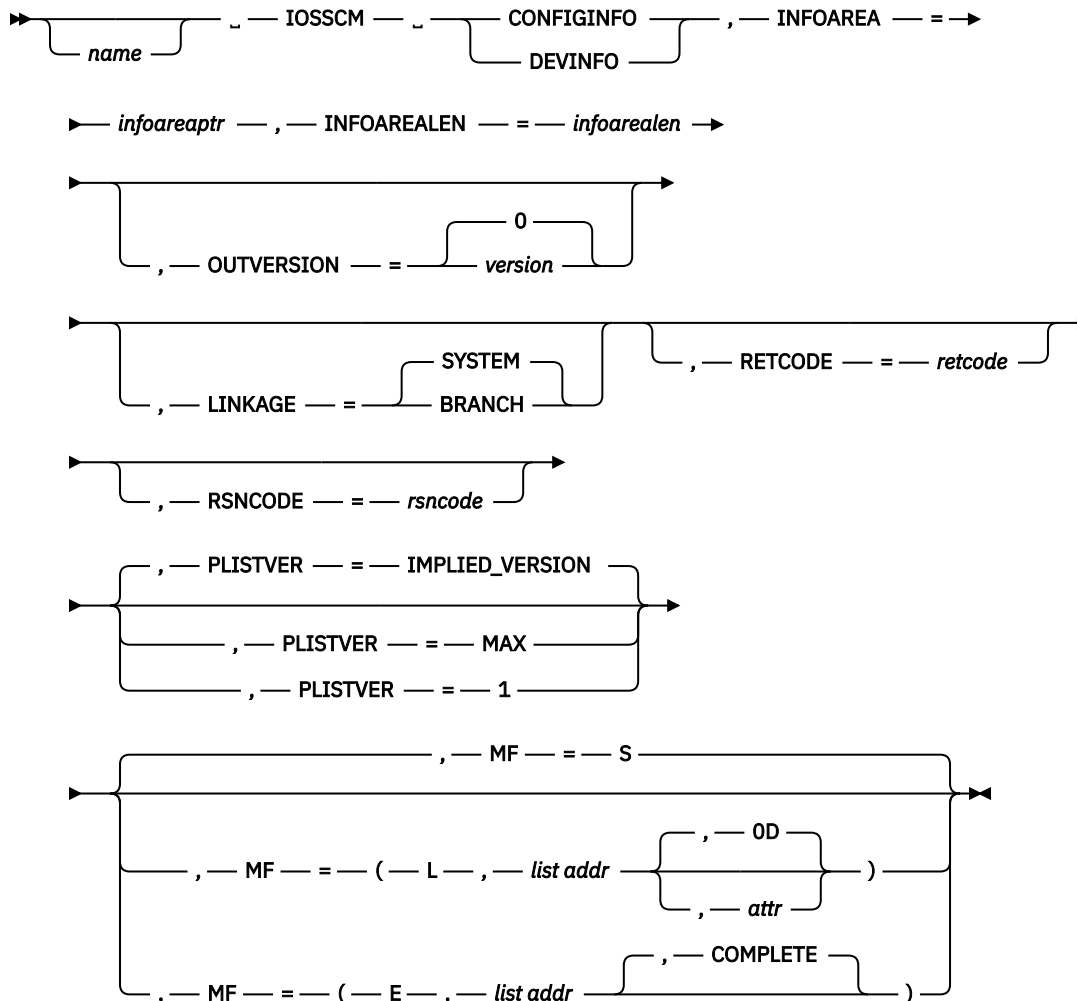 IOSSCM ␣ CONFIGINFO , INFOAREA =
name
DEVINFO
infoareaptr , INFOAREALEN = infoarealen
0
, OUTVERSION = version
SYSTEM
, RETCODE = retcode
, LINKAGE = BRANCH
, RSNCODE = rsncode
, PLISTVER = IMPLIED_VERSION
, PLISTVER = MAX
, PLISTVER = 1
, MF = S
, 0D
, MF = ( L , list addr )
, attr
, COMPLETE
, MF = ( E , list addr )